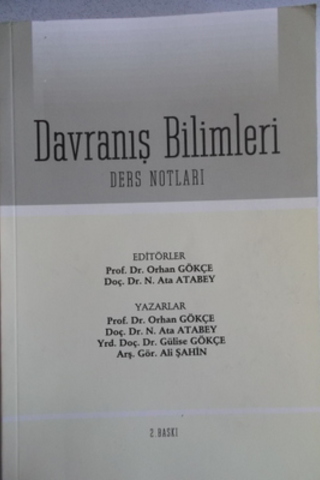 Davranış Bilimleri
DERS NOTLARI
EDİTÖRLER
Prof. Dr. Orhan GÖKÇE
Doç. Dr. N. Ata ATABEY
YAZARLAR
Prof. Dr. Orhan GÖKÇE
Doç. Dr. N. Ata ATABEY
Yrd. Doç. Dr. Gülise GÖKÇE
Arş. Gör. Ali ŞAHİN
2. BASKI